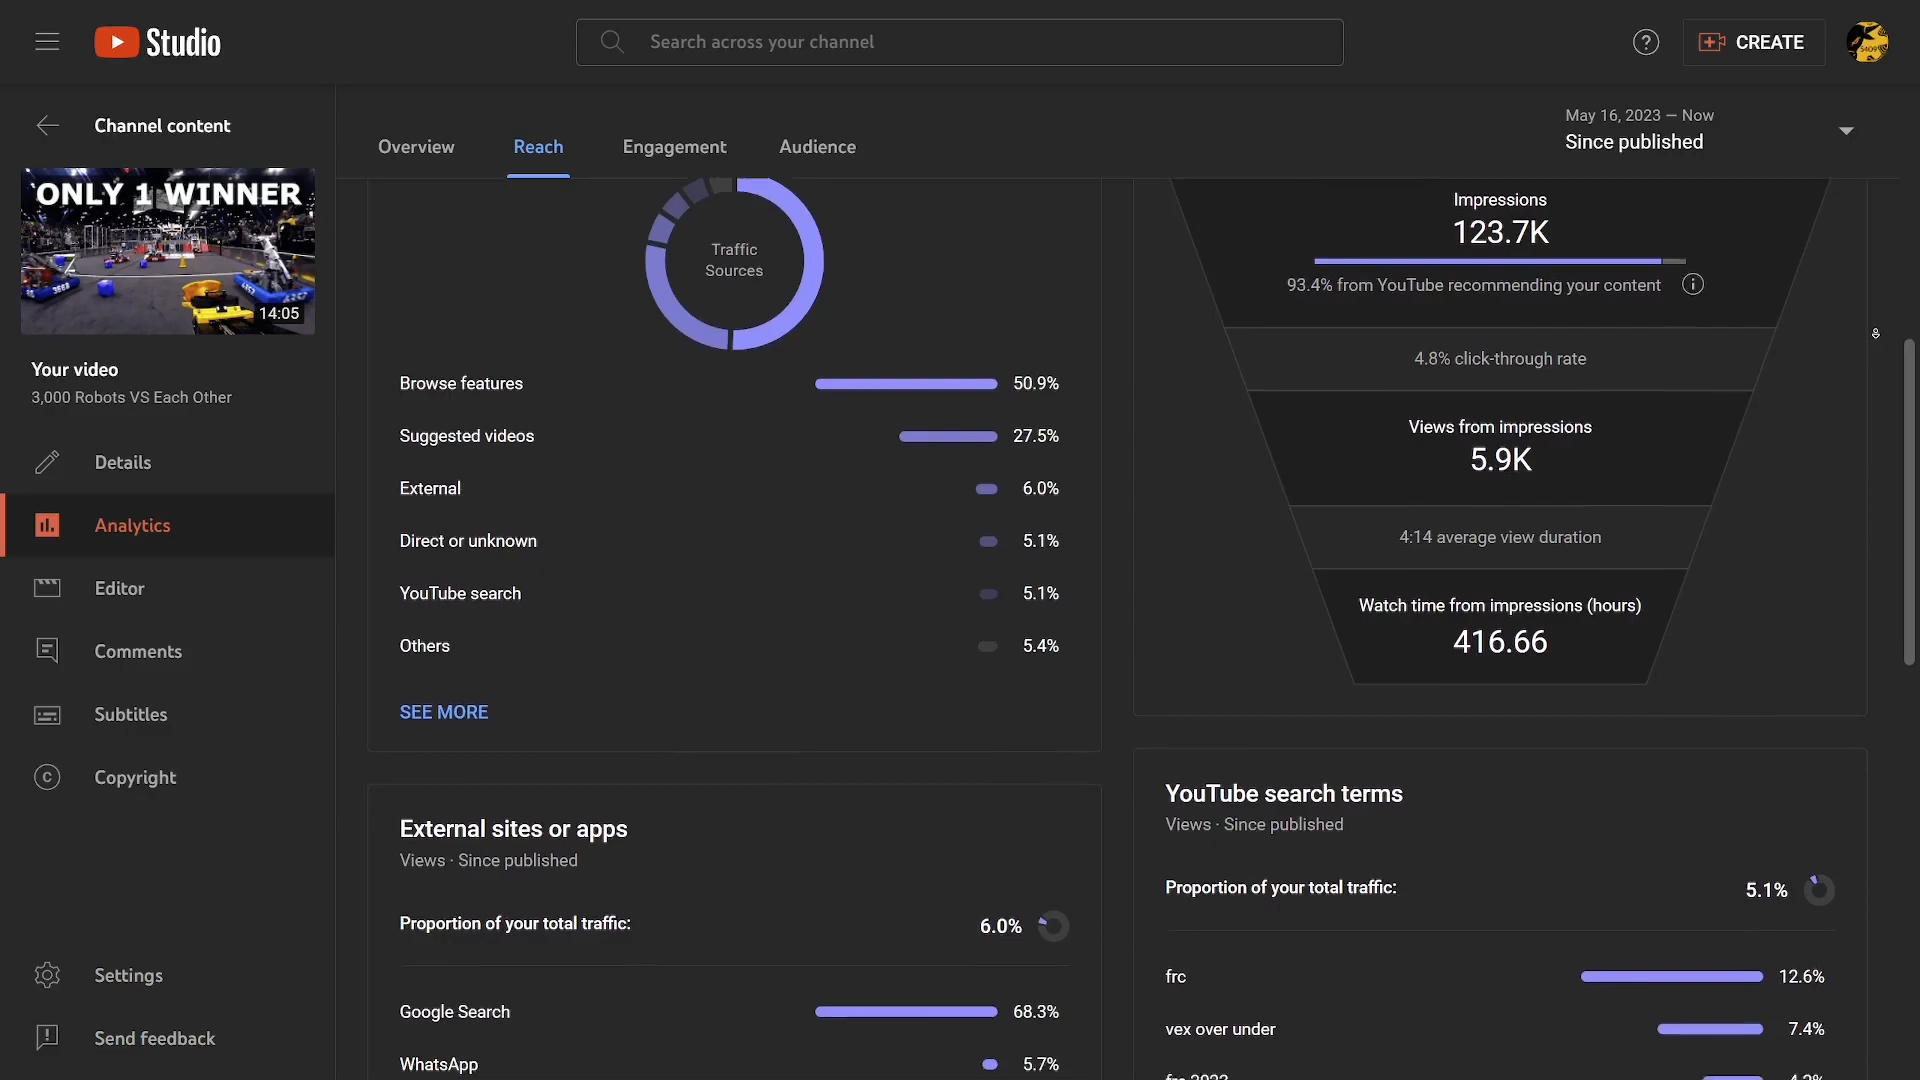 Studio
Search across your channel
CREATE
Channel content
ONLY 1 WINNER
14:05
Your video
3,000 Robots VS Each Other
Details
Analytics
Editor
Comments
Subtitles
Copyright
Settings
Send feedback
Overview
Reach
Engagement
Audience
May 16, 2023 – Now
Since published
Traffic
Sources
Browse features 50.9%
Suggested videos 27.5%
External 6.0%
Direct or unknown 5.1%
YouTube search 5.1%
Others 5.4%
SEE MORE
Impressions
123.7K
93.4% from YouTube recommending your content
4.8% click-through rate
Views from impressions
5.9K
4:14 average view duration
Watch time from impressions (hours)
416.66
External sites or apps
Views · Since published
Proportion of your total traffic: 6.0%
Google Search 68.3%
WhatsApp 5.7%
YouTube search terms
Views · Since published
Proportion of your total traffic: 5.1%
frc 12.6%
vex over under 7.4%
frc 2023 4.2%